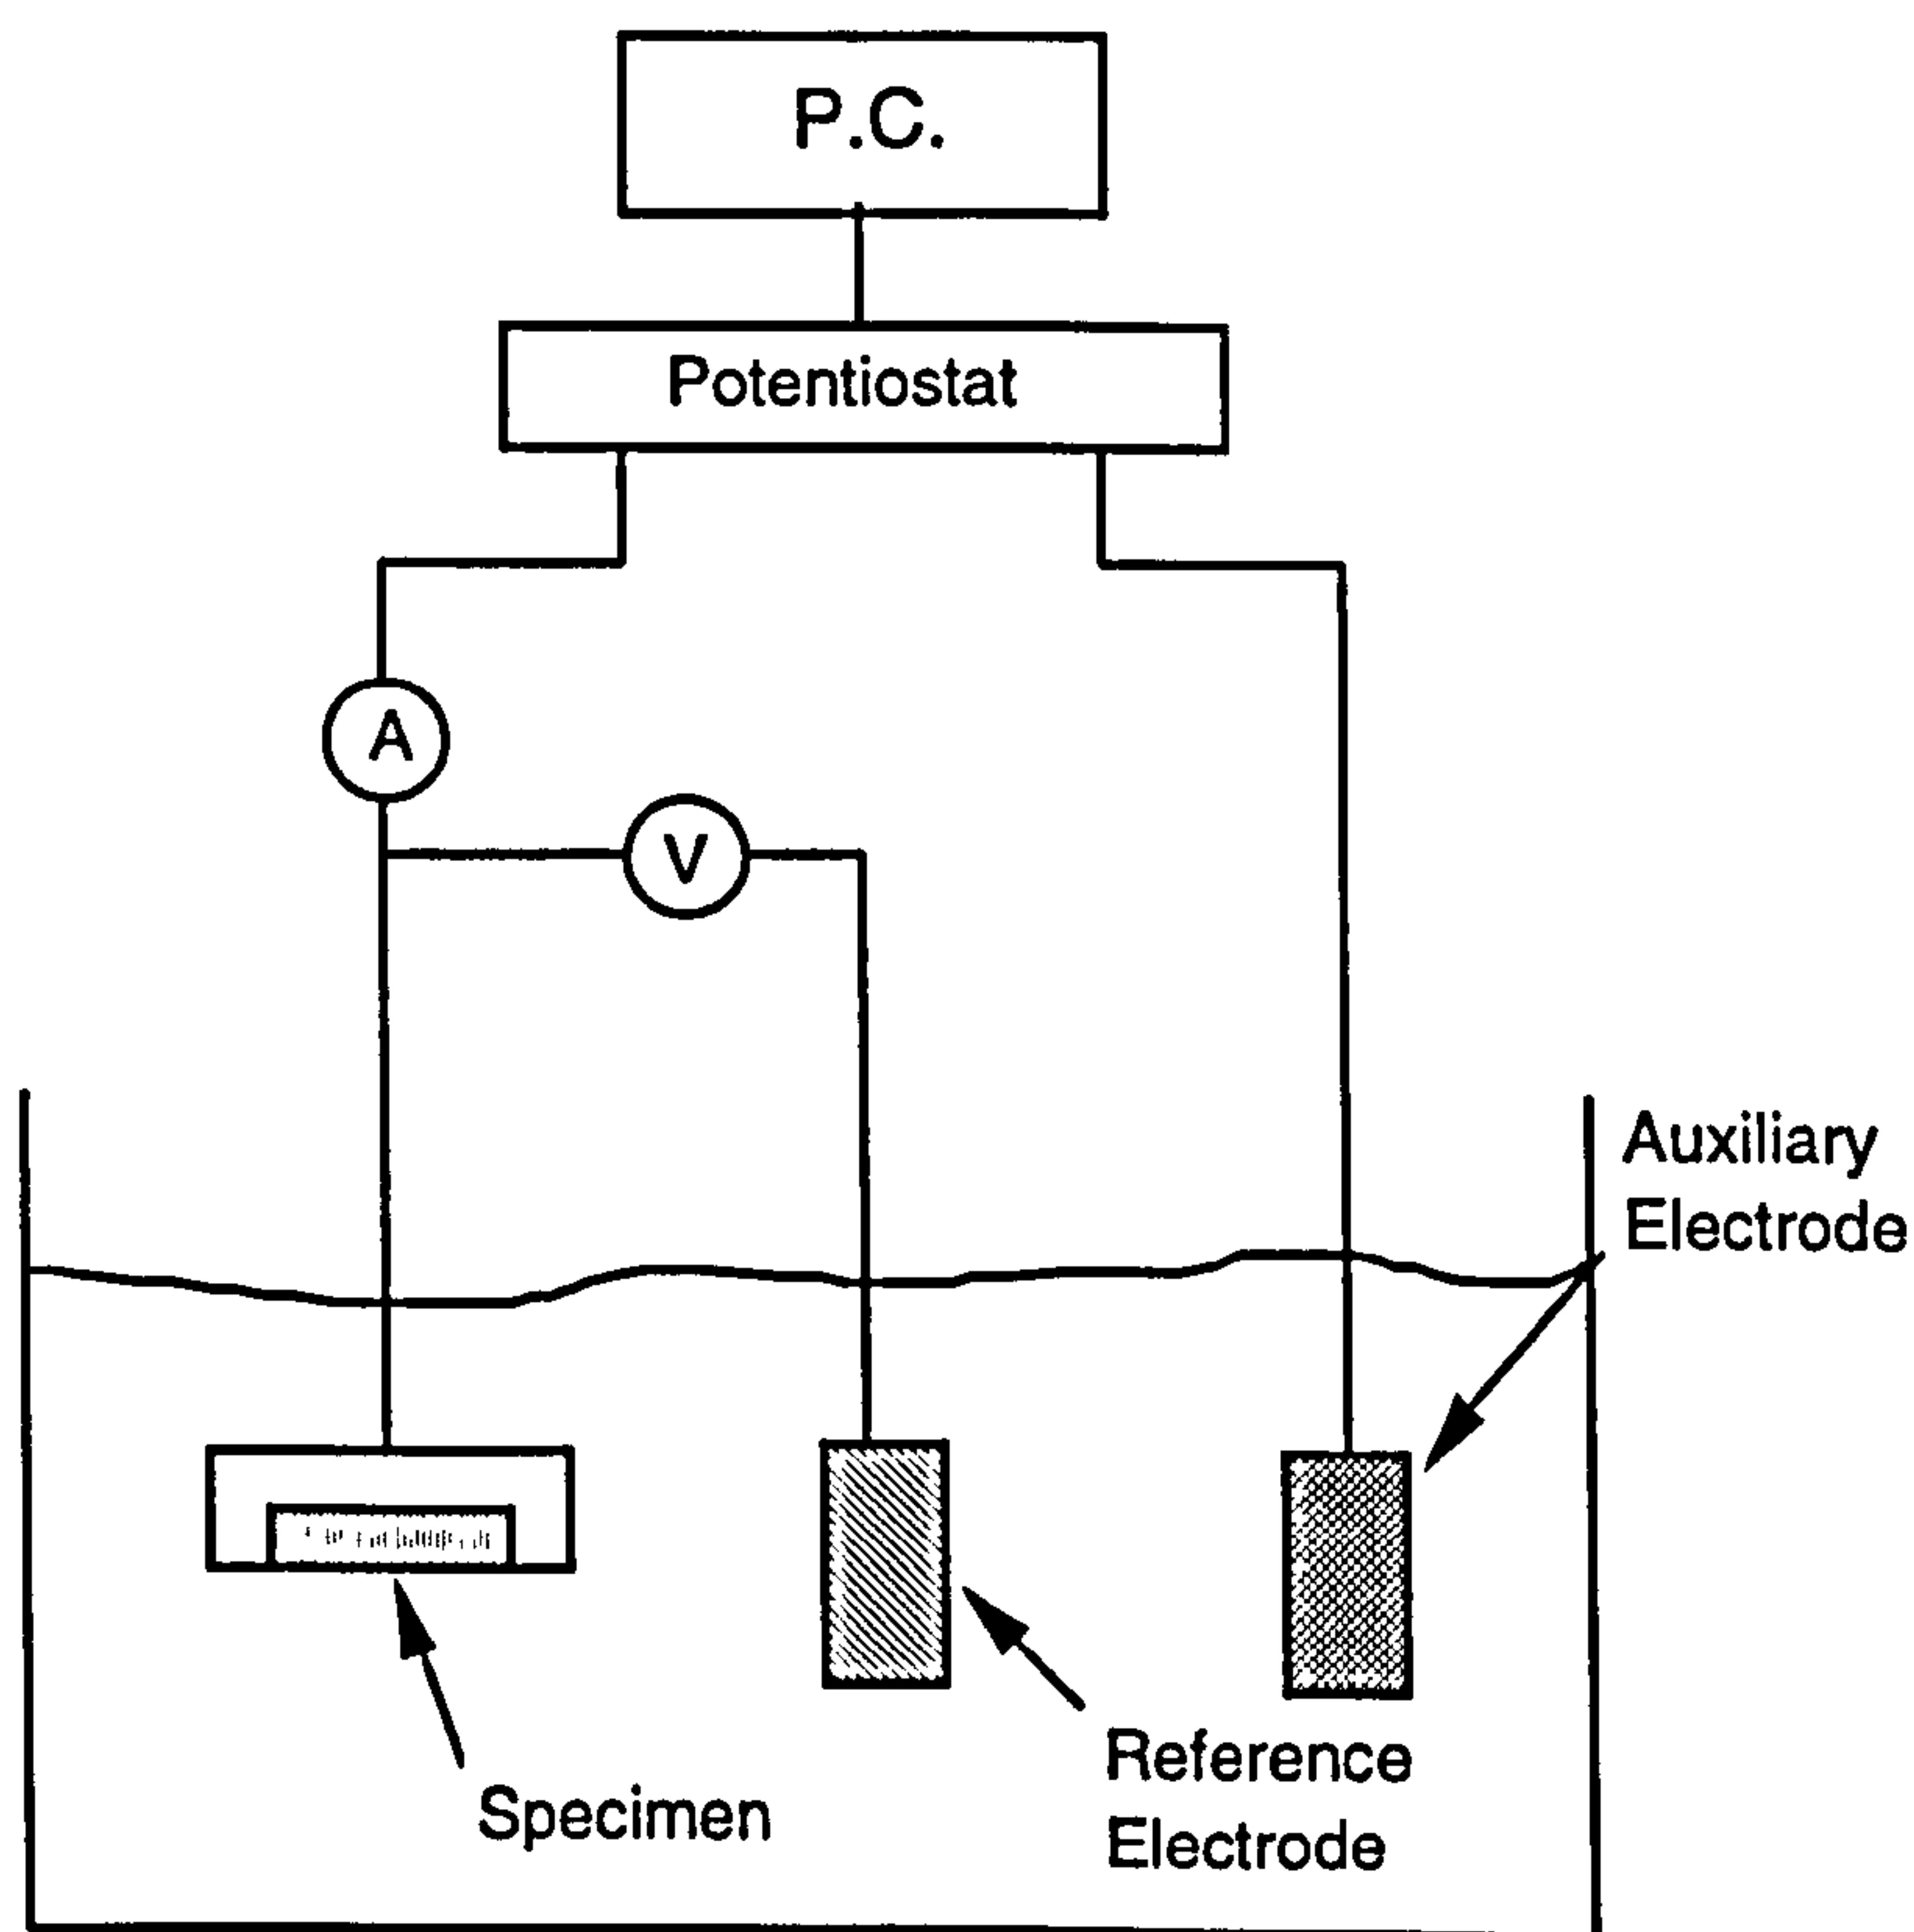 P.C.
Potentiostat
A
V
Auxiliary
Electrode
Reference
Electrode
Specimen